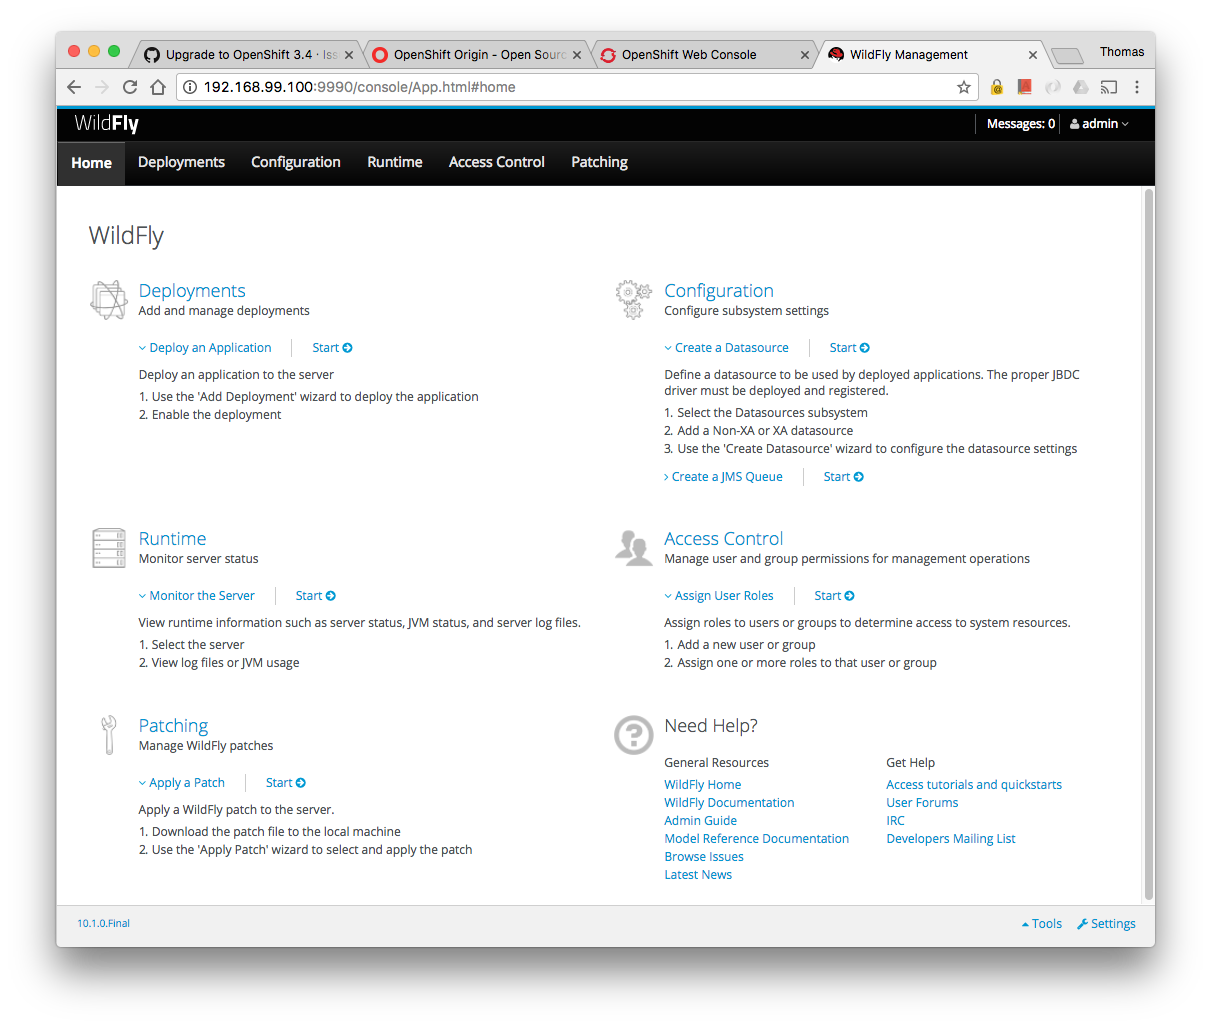 Upgrade to OpenShift 3.4 · Iss
OpenShift Origin - Open Sourc
OpenShift Web Console
WildFly Management
Thomas
192.168.99.100:9990/console/App.html#home
WildFly
Messages: 0
admin
Home
Deployments
Configuration
Runtime
Access Control
Patching
WildFly
Deployments
Add and manage deployments
Deploy an Application
Start
Deploy an application to the server
1. Use the 'Add Deployment' wizard to deploy the application
2. Enable the deployment
Configuration
Configure subsystem settings
Create a Datasource
Start
Define a datasource to be used by deployed applications. The proper JBDC
driver must be deployed and registered.
1. Select the Datasources subsystem
2. Add a Non-XA or XA datasource
3. Use the 'Create Datasource' wizard to configure the datasource settings
Create a JMS Queue
Start
Runtime
Monitor server status
Monitor the Server
Start
View runtime information such as server status, JVM status, and server log files.
1. Select the server
2. View log files or JVM usage
Access Control
Manage user and group permissions for management operations
Assign User Roles
Start
Assign roles to users or groups to determine access to system resources.
1. Add a new user or group
2. Assign one or more roles to that user or group
Patching
Manage WildFly patches
Apply a Patch
Start
Apply a WildFly patch to the server.
1. Download the patch file to the local machine
2. Use the 'Apply Patch' wizard to select and apply the patch
Need Help?
General Resources
WildFly Home
WildFly Documentation
Admin Guide
Model Reference Documentation
Browse Issues
Latest News
Get Help
Access tutorials and quickstarts
User Forums
IRC
Developers Mailing List
10.1.0.Final
Tools
Settings